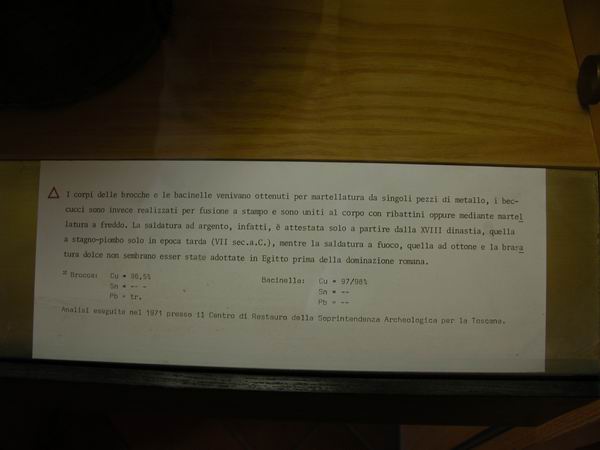 △ I corpi delle brocche e le bacinelle venivano ottenuti per martellatura da singoli pezzi di metallo, i bec-
cucci sono invece realizzati per fusione a stampo e sono uniti al corpo con ribattini oppure mediante martel
latura a freddo. La saldatura ad argento, infatti, è attestata solo a partire dalla XVIII dinastia, quella
a stagno-piombo solo in epoca tarda (VII sec.a.C.), mentre la saldatura a fuoco, quella ad ottone e la brasa
tura dolce non sembrano esser state adottate in Egitto prima della dominazione romana.
Brocca: Cu = 96,5% Bacinella: Cu = 97/98%
Sn = -- - Sn = --
Pb = tr. Pb = --
Analisi eseguite nel 1971 presso il Centro di Restauro della Soprintendenza Archeologica per la Toscana.